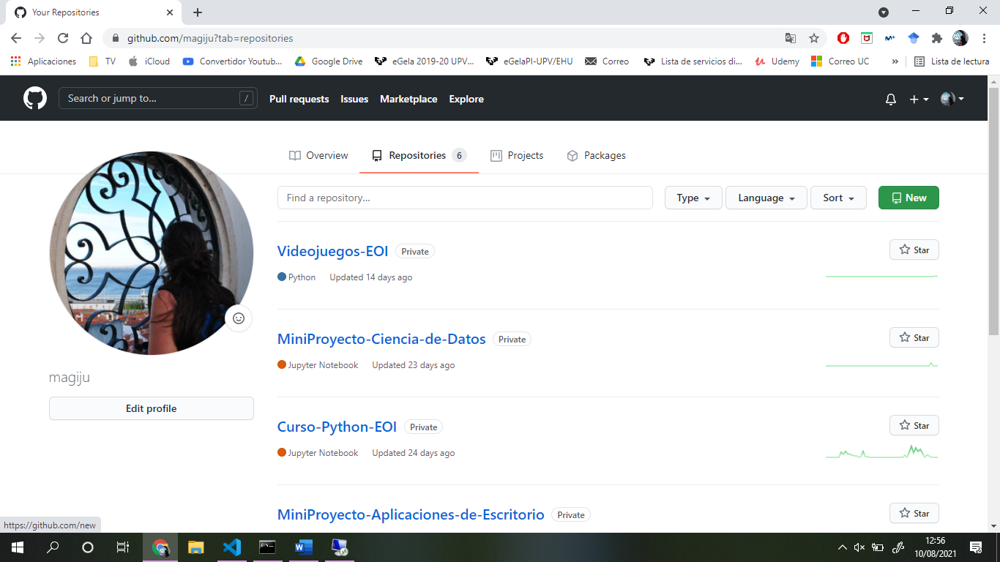 Your Repositories
github.com/magiju?tab=repositories
Aplicaciones TV iCloud Convertidor Youtub... Google Drive eGela 2019-20 UPV... eGelaPI-UPV/EHU Correo Lista de servicios di... Udemy Correo UC » Lista de lectura
Search or jump to... / Pull requests Issues Marketplace Explore
Overview Repositories 6 Projects Packages
Find a repository... Type Language Sort New
Videojuegos-EOI Private Star
Python Updated 14 days ago
MiniProyecto-Ciencia-de-Datos Private Star
Jupyter Notebook Updated 23 days ago
magiju
Edit profile
Curso-Python-EOI Private Star
Jupyter Notebook Updated 24 days ago
MiniProyecto-Aplicaciones-de-Escritorio Private Star
https://github.com/new
12:56
10/08/2021